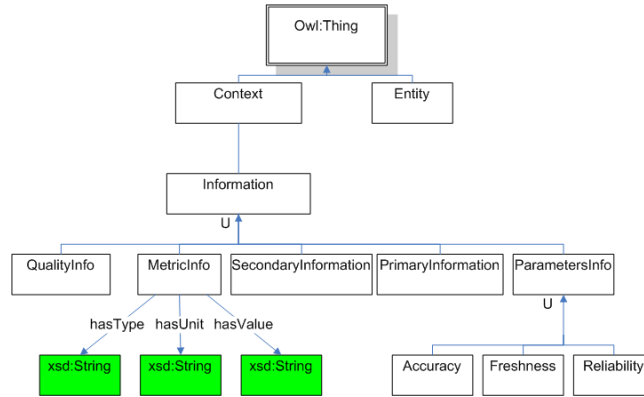 Owl:Thing
Context
Entity
Information
U
QualityInfo
MetricInfo
SecondaryInformation
PrimaryInformation
ParametersInfo
U
hasType
hasUnit
hasValue
xsd:String
xsd:String
xsd:String
Accuracy
Freshness
Reliability